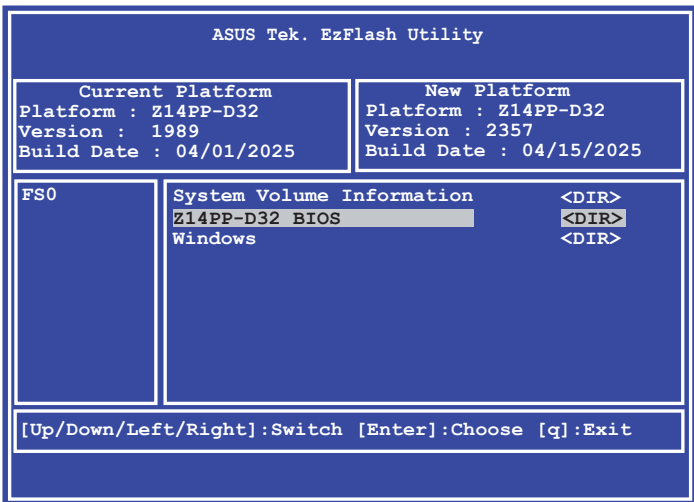 ASUS Tek. EzFlash Utility
Current Platform
Platform : Z14PP-D32
Version : 1989
Build Date : 04/01/2025
New Platform
Platform : Z14PP-D32
Version : 2357
Build Date : 04/15/2025
FS0
System Volume Information <DIR>
Z14PP-D32 BIOS <DIR>
Windows <DIR>
[Up/Down/Left/Right]:Switch [Enter]:Choose [q]:Exit